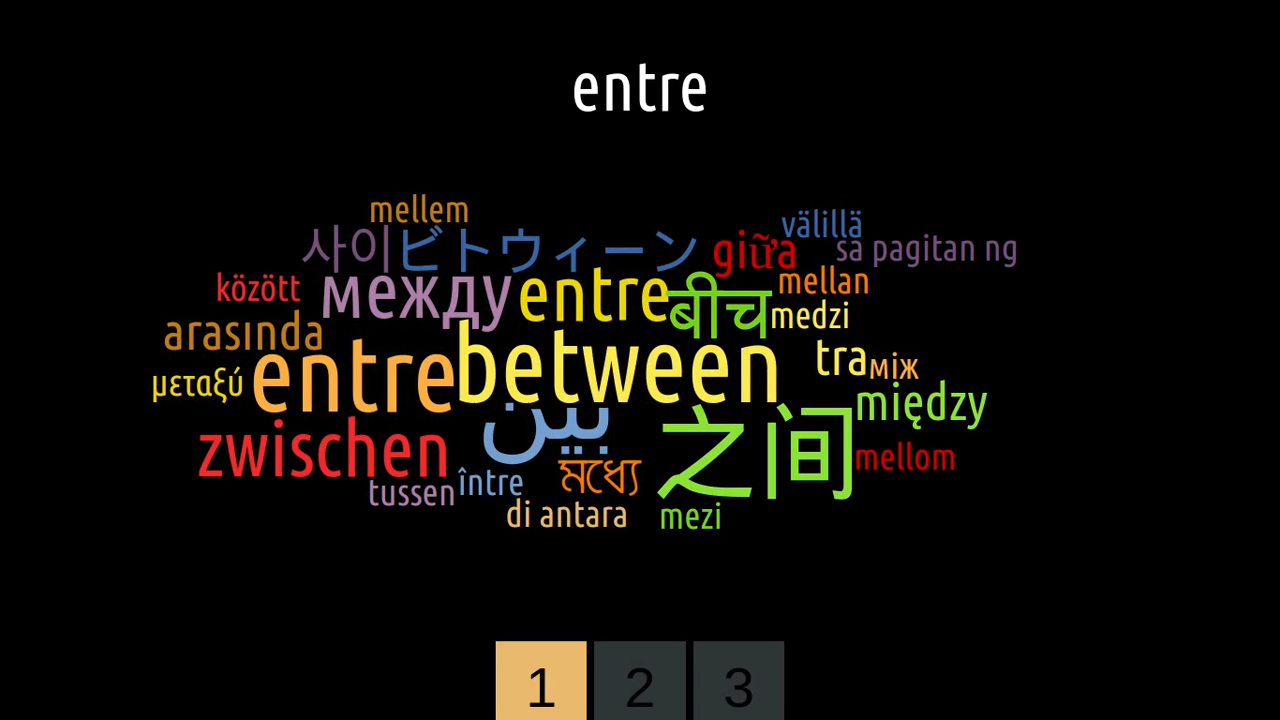 entre
mellem
välillä
사이
ビトウィーン
giữa
sa pagitan ng
között
между
entre
बीच
mellan
medzi
arasında
between
tra
між
μεταξύ
entre
między
zwischen
بين
之间
mellom
tussen
între
মধ্যে
di antara
mezi
1 2 3